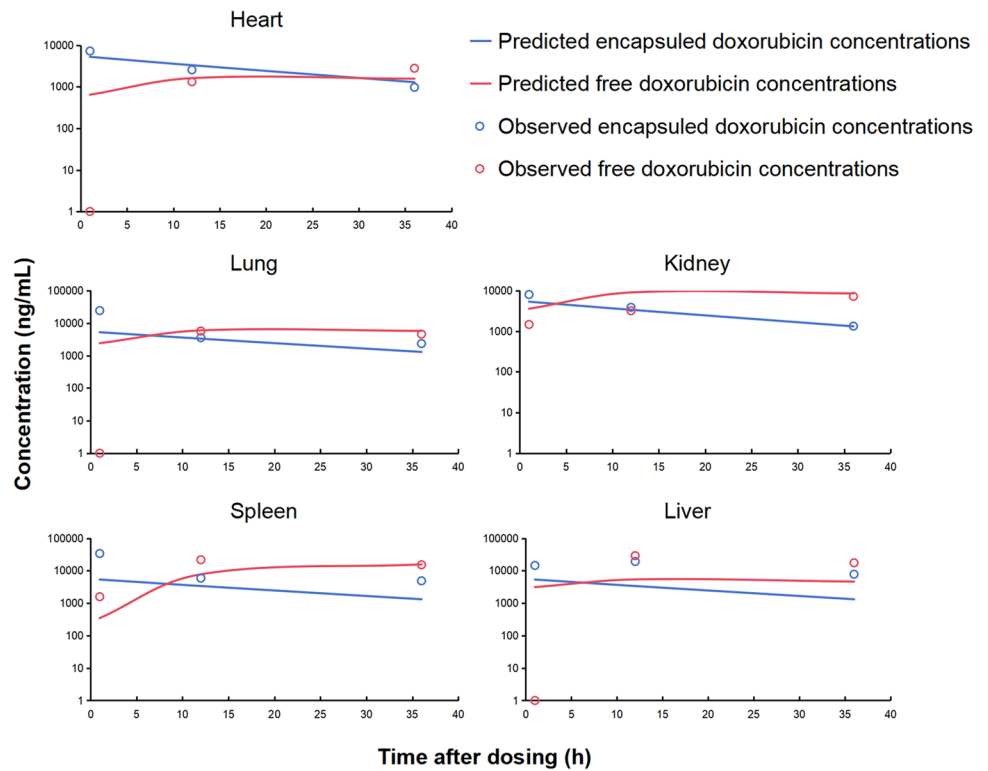 Heart
10000
1000
100
10
1
0 5 10 15 20 25 30 35 40
Predicted encapsuled doxorubicin concentrations
Predicted free doxorubicin concentrations
Observed encapsuled doxorubicin concentrations
Observed free doxorubicin concentrations
Concentration (ng/mL)
Lung
100000
10000
1000
100
10
1
0 5 10 15 20 25 30 35 40
Kidney
10000
1000
100
10
1
0 5 10 15 20 25 30 35 40
Spleen
100000
10000
1000
100
10
1
0 5 10 15 20 25 30 35 40
Liver
100000
10000
1000
100
10
1
0 5 10 15 20 25 30 35 40
Time after dosing (h)